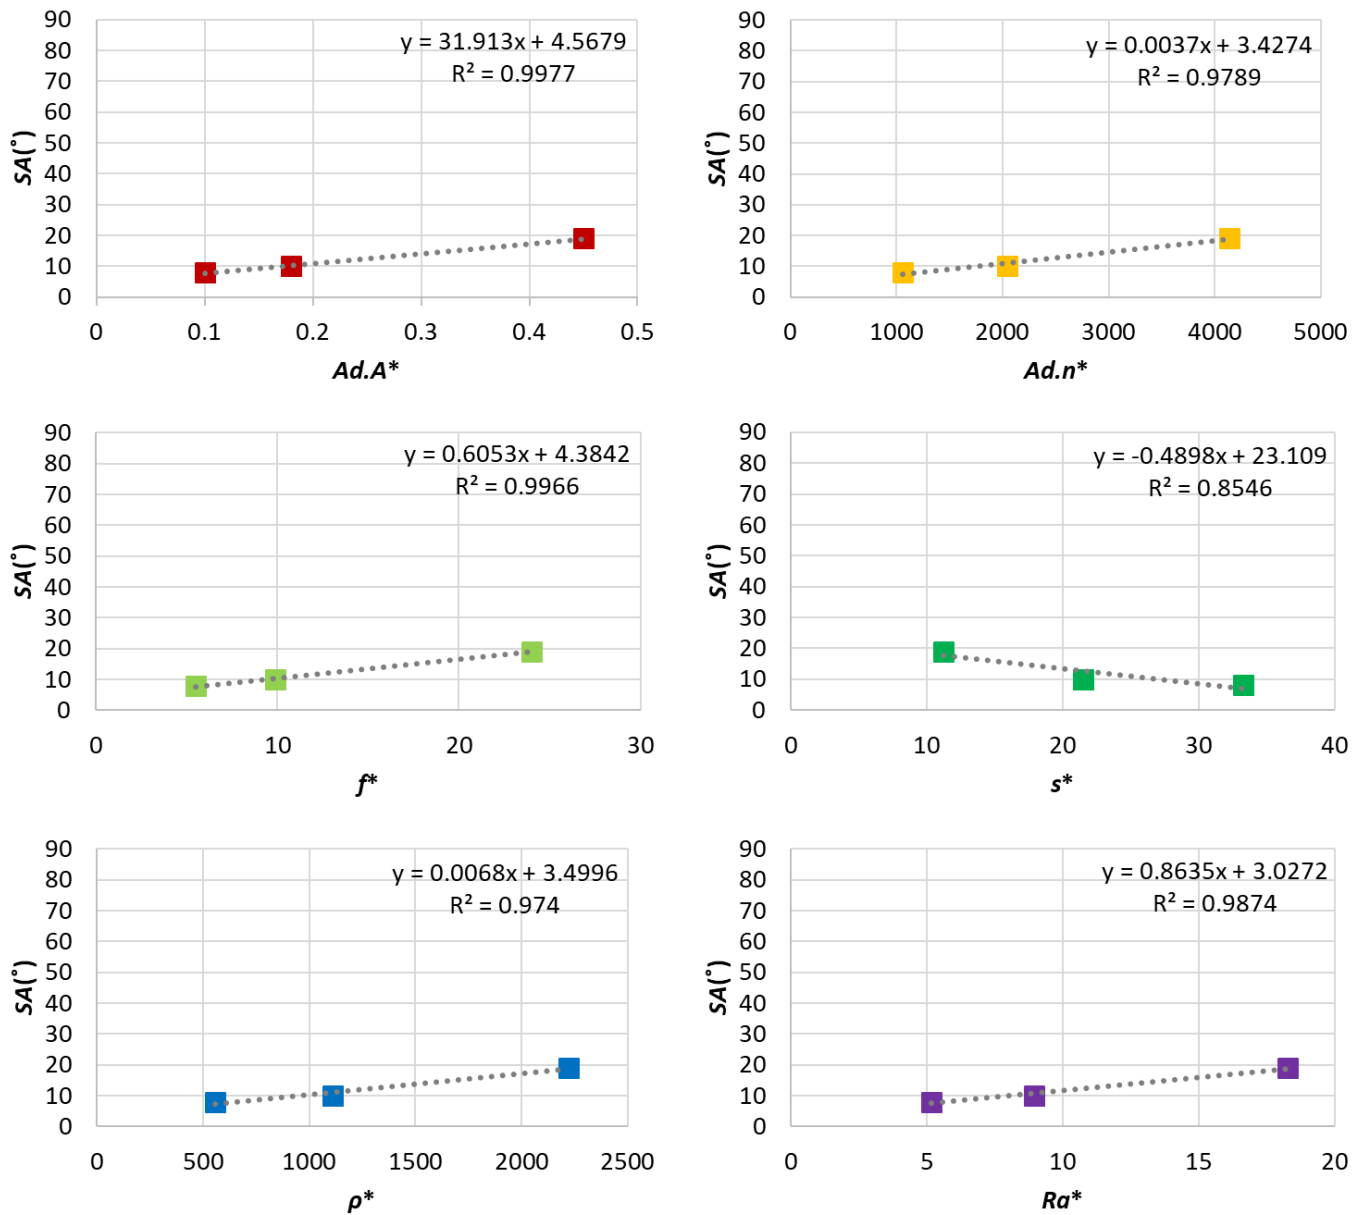 90
80
70
60
50
40
30
20
10
0
SA(°)
y = 31.913x + 4.5679
R² = 0.9977
0 0.1 0.2 0.3 0.4 0.5
Ad.A*
90
80
70
60
50
40
30
20
10
0
SA(°)
y = 0.0037x + 3.4274
R² = 0.9789
0 1000 2000 3000 4000 5000
Ad.n*
90
80
70
60
50
40
30
20
10
0
SA(°)
y = 0.6053x + 4.3842
R² = 0.9966
0 10 20 30
f*
90
80
70
60
50
40
30
20
10
0
SA(°)
y = -0.4898x + 23.109
R² = 0.8546
0 10 20 30 40
s*
90
80
70
60
50
40
30
20
10
0
SA(°)
y = 0.0068x + 3.4996
R² = 0.974
0 500 1000 1500 2000 2500
ρ*
90
80
70
60
50
40
30
20
10
0
SA(°)
y = 0.8635x + 3.0272
R² = 0.9874
0 5 10 15 20
Ra*